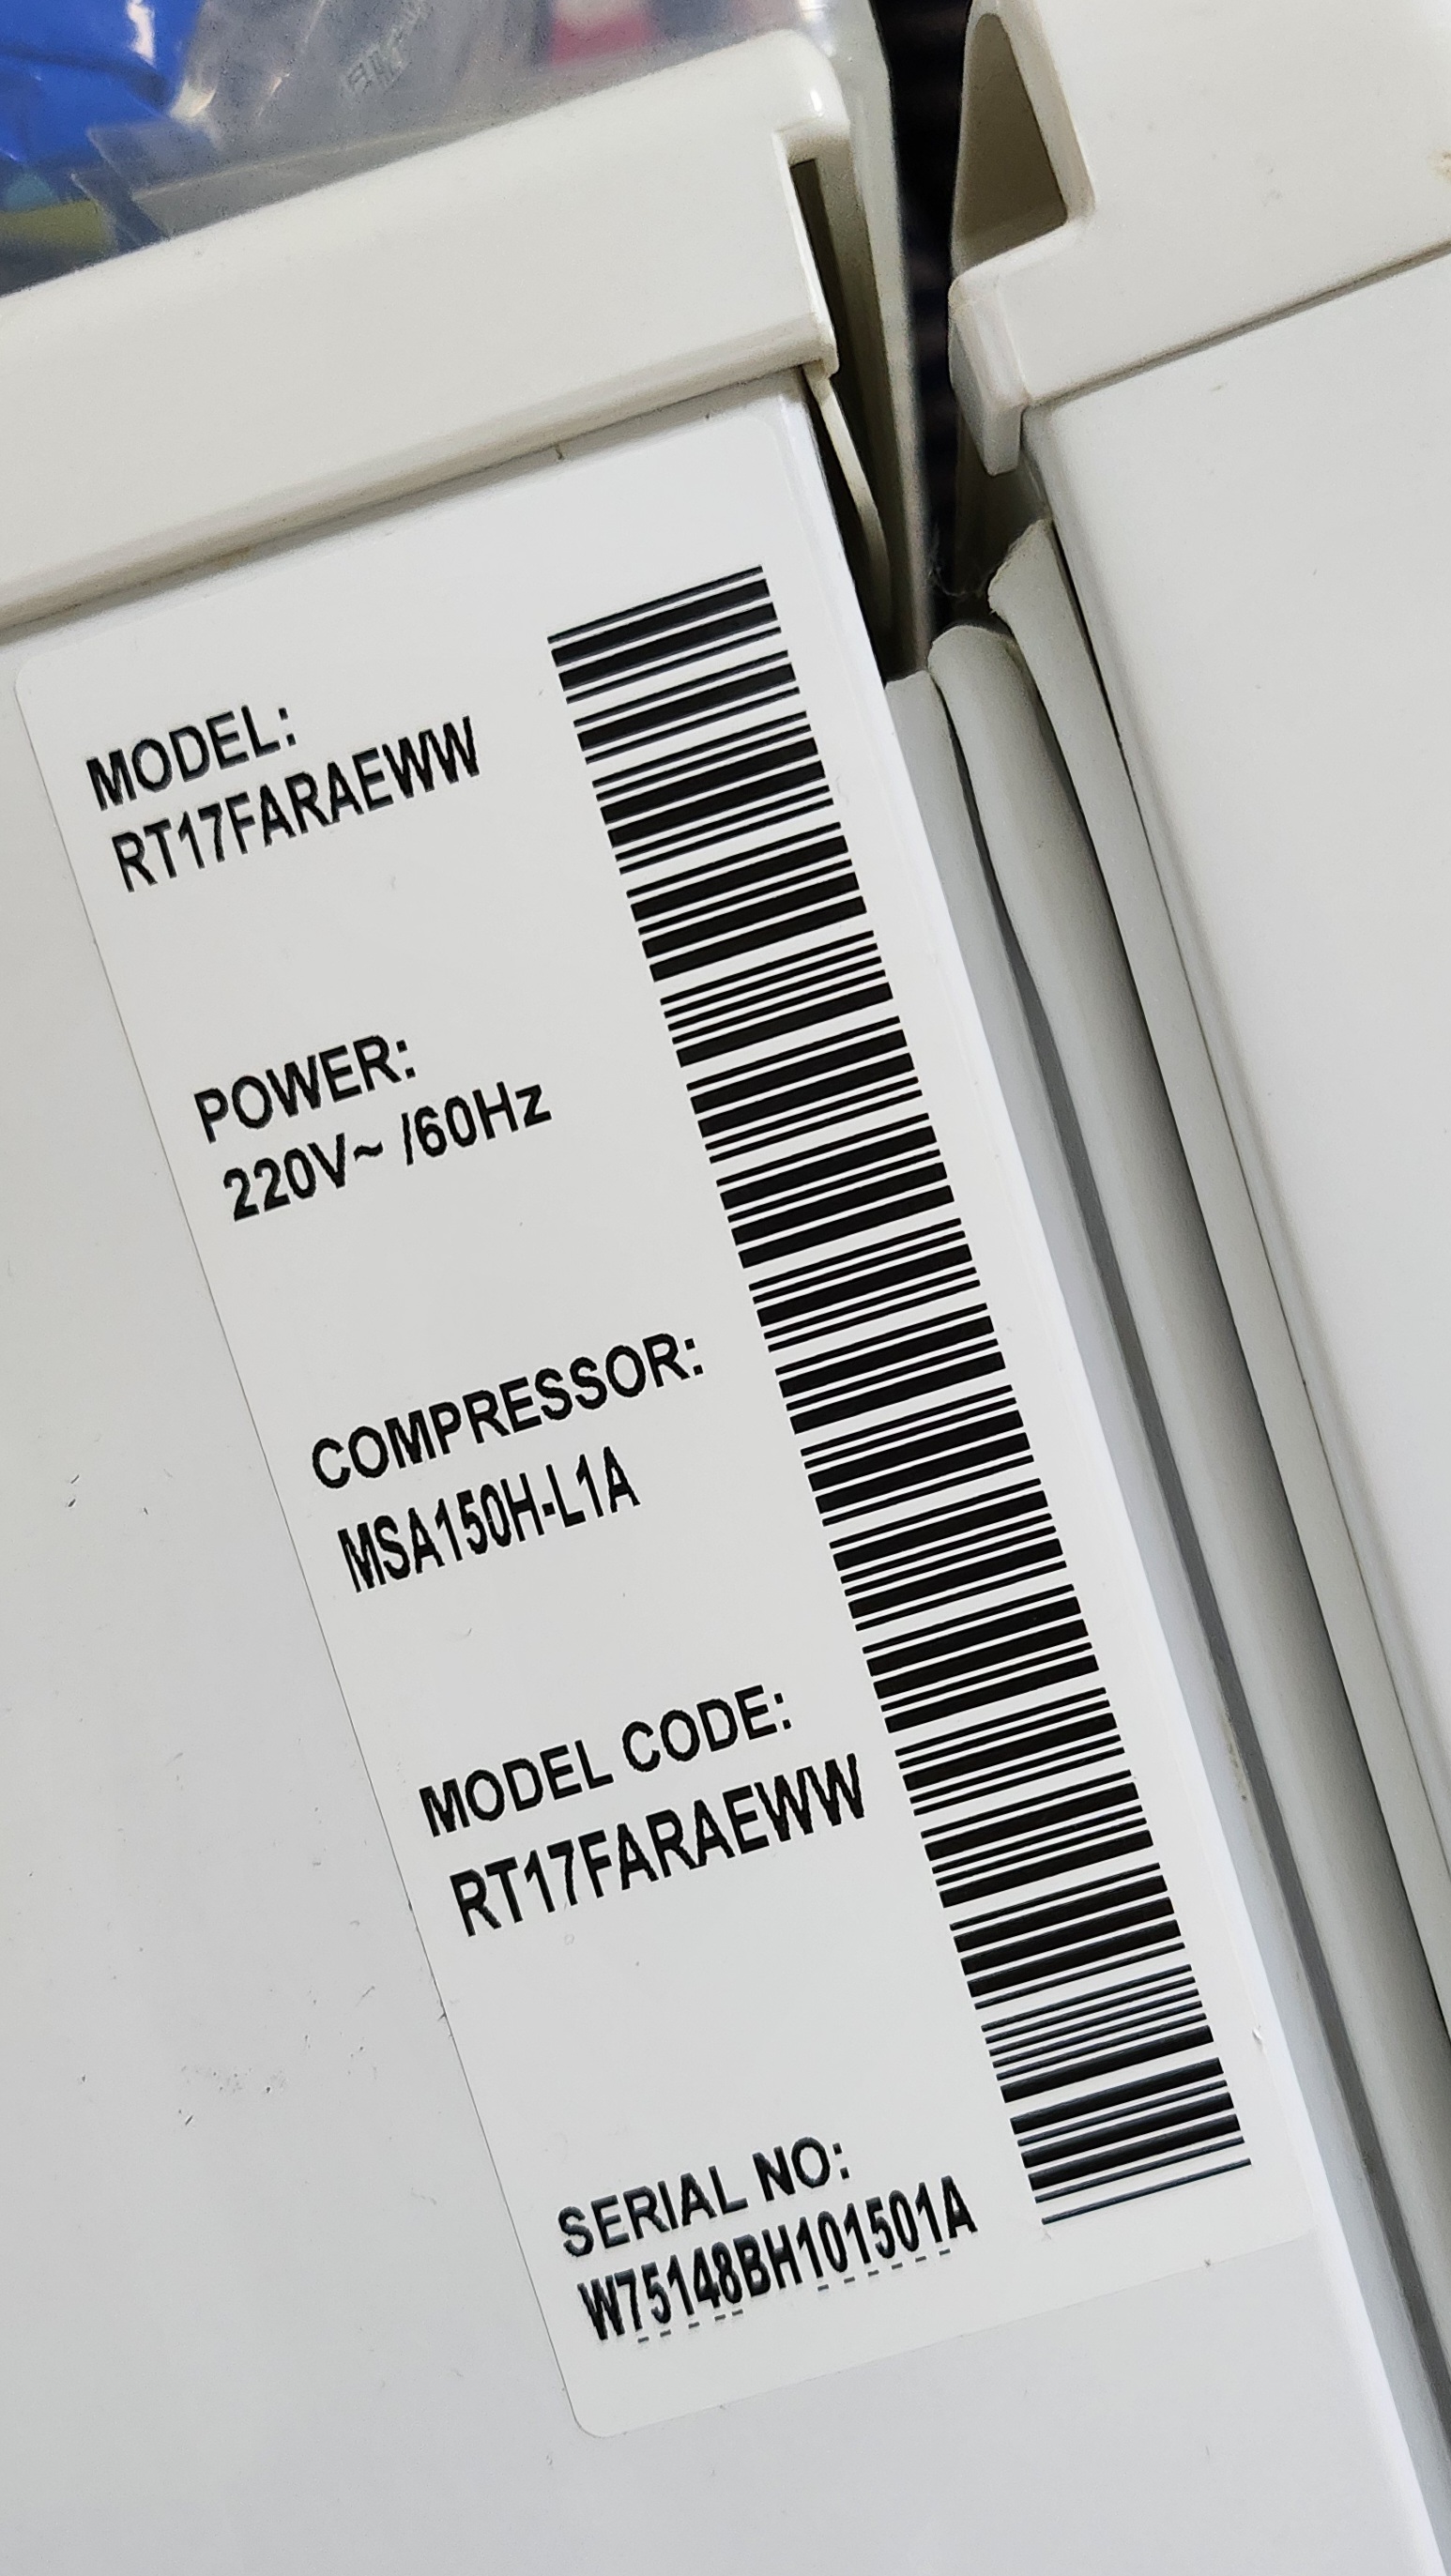 MODEL:
RT17FARAEWW
POWER:
220V~ /60Hz
COMPRESSOR:
MSA150H-L1A
MODEL CODE:
RT17FARAEWW
SERIAL NO:
W75148BH101501A